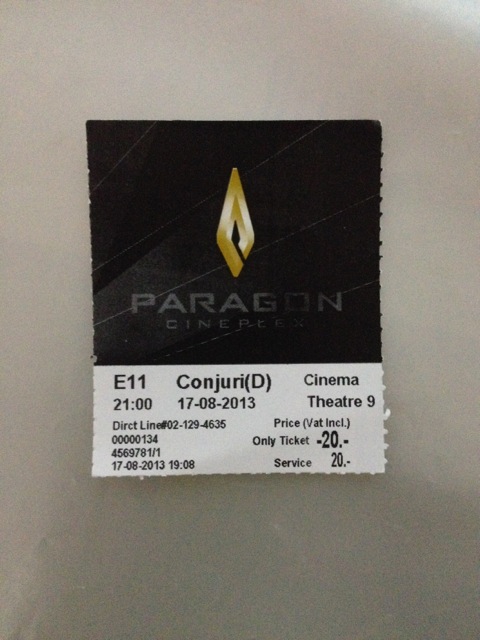 PARAGON
CINEPLEX
E11 Conjuri(D) Cinema
21:00 17-08-2013 Theatre 9
Dirct Line#02-129-4635 Price (Vat Incl.)
00000134 Only Ticket -20.-
4569781/1
17-08-2013 19:08 Service 20.-